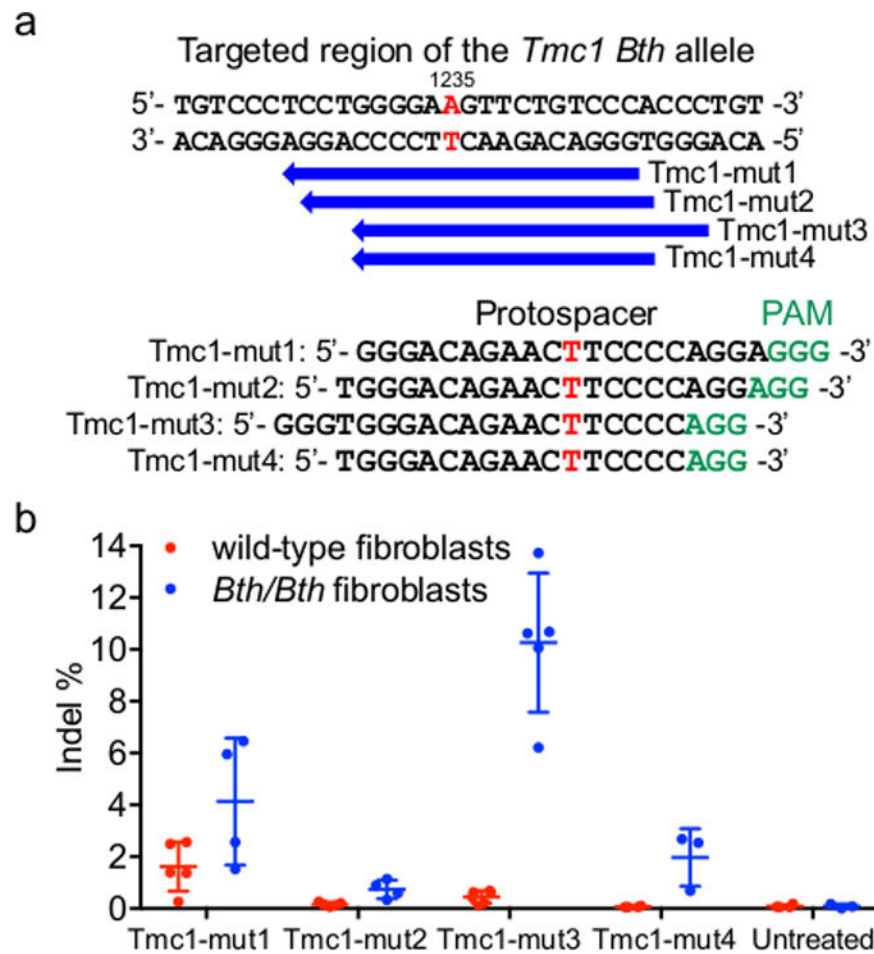 a
Targeted region of the Tmc1 Bth allele
1235
5’- TGTCCCTCCTGGGGAAGTTCTGTCCCACCCTGT -3’
3’- ACAGGGAGGACCCCTTCAAGACAGGGTGGGACA -5’
Tmc1-mut1
Tmc1-mut2
Tmc1-mut3
Tmc1-mut4
Protospacer PAM
Tmc1-mut1: 5’- GGGACAGAACTTCCCCAGGAGGG -3’
Tmc1-mut2: 5’- TGGGACAGAACTTCCCCAGGAGG -3’
Tmc1-mut3: 5’- GGGTGGGACAGAACTTCCCCAGG -3’
Tmc1-mut4: 5’- TGGGACAGAACTTCCCCAGG -3’
b
14
12
10
8
6
4
2
0
Indel %
wild-type fibroblasts
Bth/Bth fibroblasts
Tmc1-mut1 Tmc1-mut2 Tmc1-mut3 Tmc1-mut4 Untreated